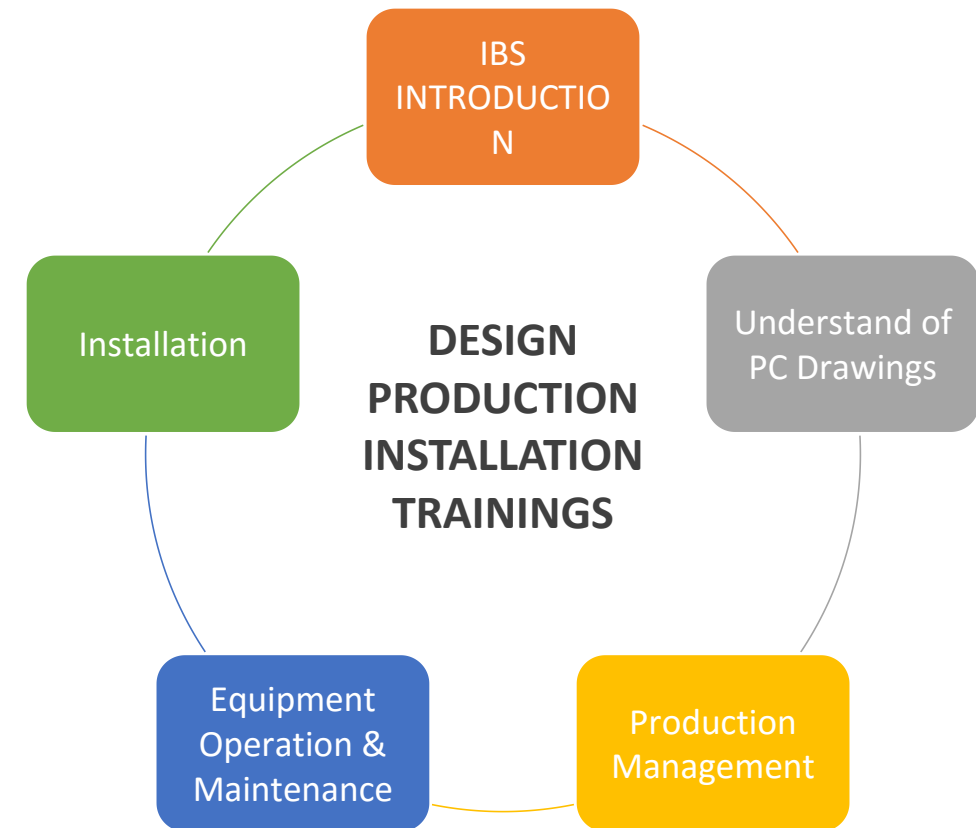 IBS
INTRODUCTIO
N
Understand of
PC Drawings
Production
Management
Equipment
Operation &
Maintenance
Installation
DESIGN
PRODUCTION
INSTALLATION
TRAININGS